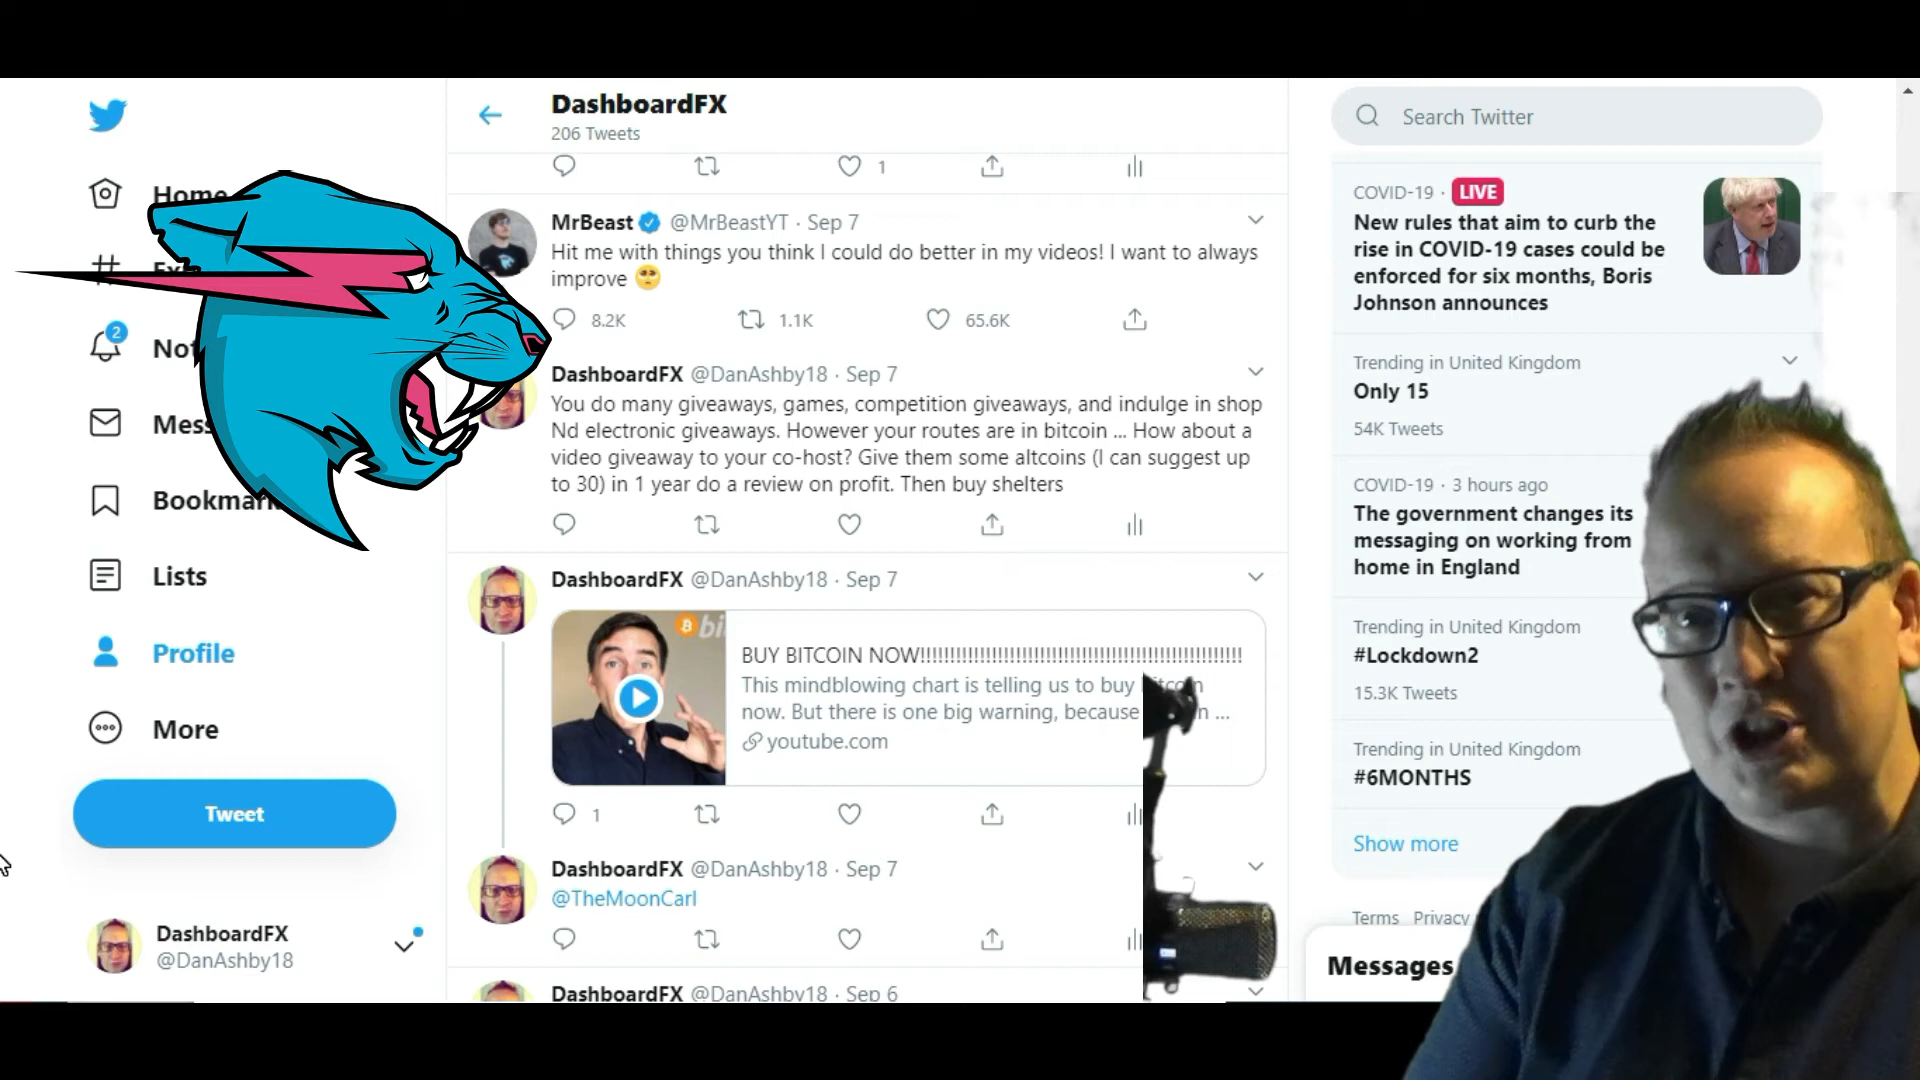 DashboardFX
206 Tweets
1
Home
2
Lists
Profile
More
Tweet
DashboardFX
@DanAshby18
MrBeast @MrBeastYT · Sep 7
Hit me with things you think I could do better in my videos! I want to always
improve 🥺
8.2K 1.1K 65.6K
DashboardFX @DanAshby18 · Sep 7
You do many giveaways, games, competition giveaways, and indulge in shop
Nd electronic giveaways. However your routes are in bitcoin ... How about a
video giveaway to your co-host? Give them some altcoins (I can suggest up
to 30) in 1 year do a review on profit. Then buy shelters
DashboardFX @DanAshby18 · Sep 7
BUY BITCOIN NOW!!!!!!!!!!!!!!!!!!!!!!!!!!!!!!!!!!!!!!!!!!!!!!!!!!!!!!
This mindblowing chart is telling us to buy bitcoin
now. But there is one big warning, because ...
youtube.com
1
DashboardFX @DanAshby18 · Sep 7
@TheMoonCarl
DashboardFX @DanAshby18 · Sep 6
Search Twitter
COVID-19 · LIVE
New rules that aim to curb the
rise in COVID-19 cases could be
enforced for six months, Boris
Johnson announces
Trending in United Kingdom
Only 15
54K Tweets
COVID-19 · 3 hours ago
The government changes its
messaging on working from
home in England
Trending in United Kingdom
#Lockdown2
15.3K Tweets
Trending in United Kingdom
#6MONTHS
Show more
Terms Privacy
Messages